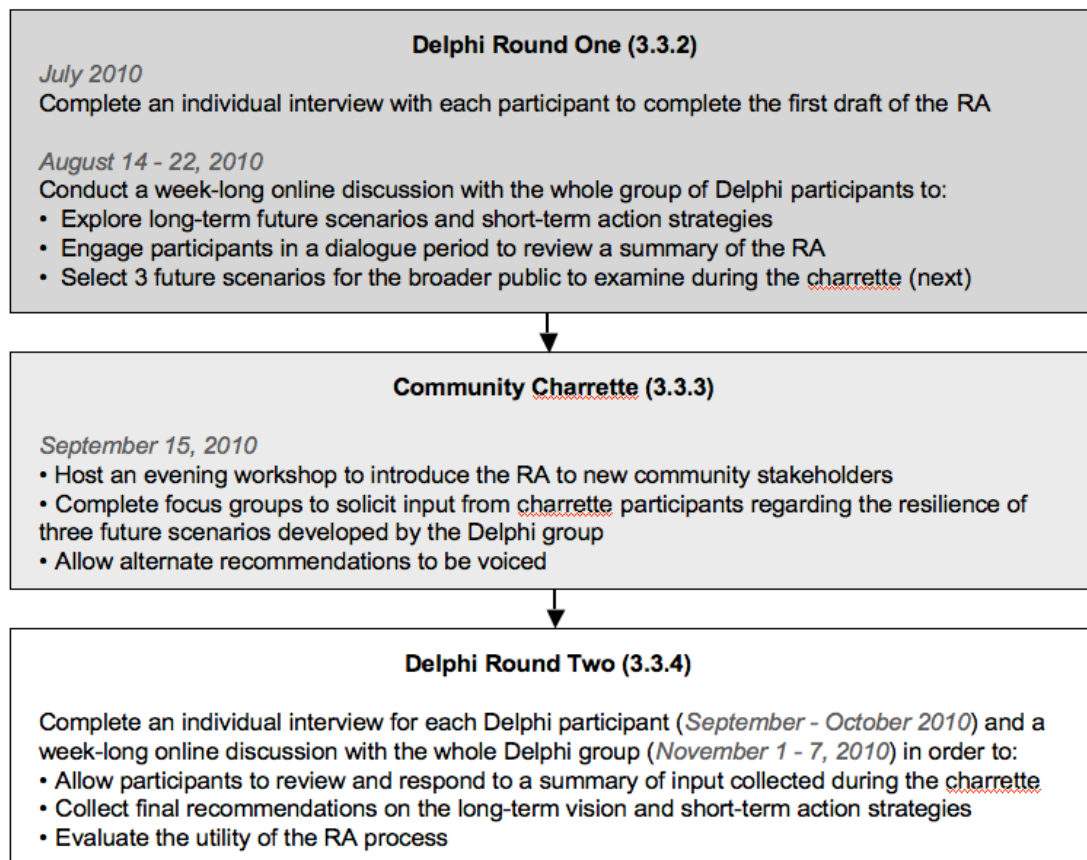 Delphi Round One (3.3.2)
July 2010
Complete an individual interview with each participant to complete the first draft of the RA
August 14 - 22, 2010
Conduct a week-long online discussion with the whole group of Delphi participants to:
• Explore long-term future scenarios and short-term action strategies
• Engage participants in a dialogue period to review a summary of the RA
• Select 3 future scenarios for the broader public to examine during the charrette (next)
Community Charrette (3.3.3)
September 15, 2010
• Host an evening workshop to introduce the RA to new community stakeholders
• Complete focus groups to solicit input from charrette participants regarding the resilience of
three future scenarios developed by the Delphi group
• Allow alternate recommendations to be voiced
Delphi Round Two (3.3.4)
Complete an individual interview for each Delphi participant (September - October 2010) and a
week-long online discussion with the whole Delphi group (November 1 - 7, 2010) in order to:
• Allow participants to review and respond to a summary of input collected during the charrette
• Collect final recommendations on the long-term vision and short-term action strategies
• Evaluate the utility of the RA process